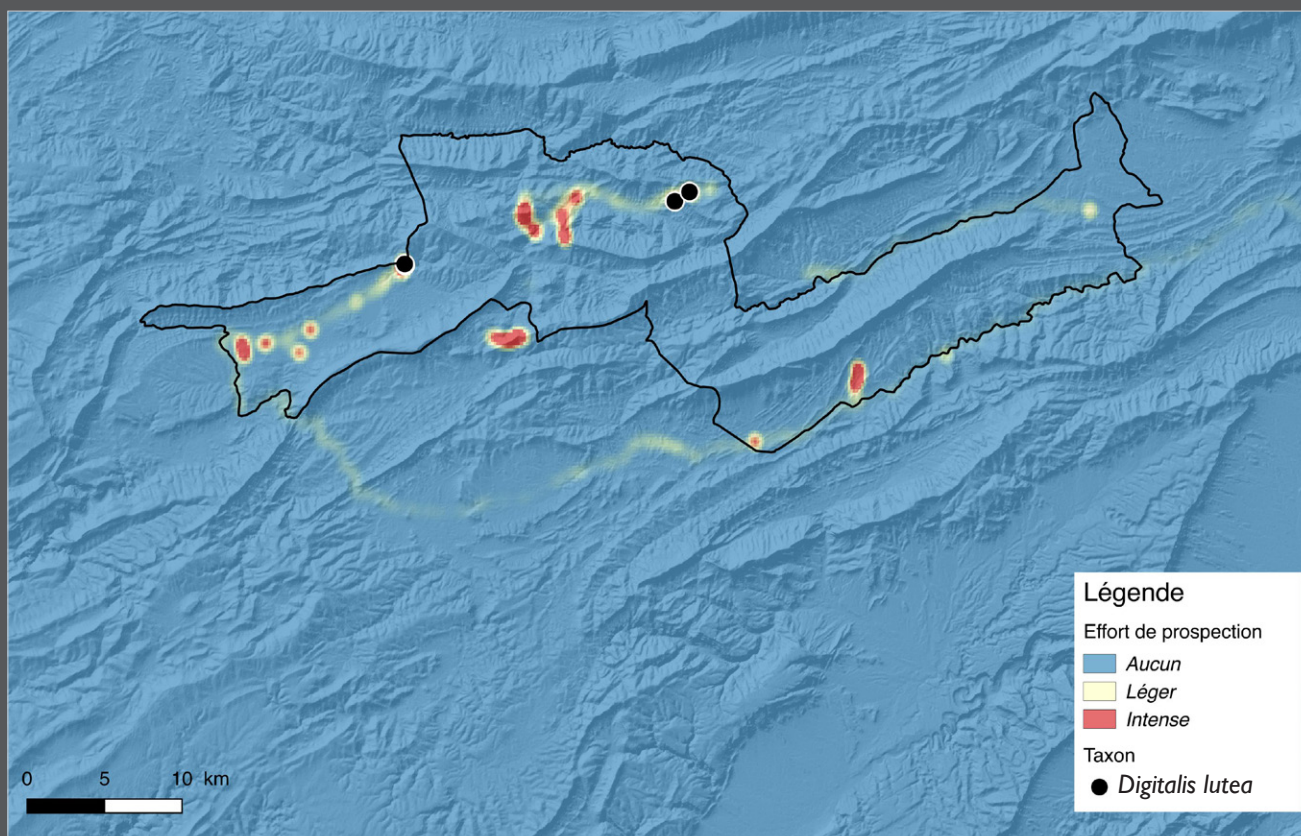 Légende
Effort de prospection
Aucun
Léger
Intense
Taxon
Digitalis lutea
0 5 10 km